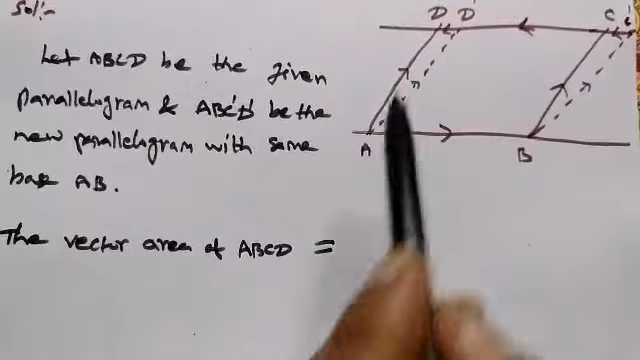 Sol:-
Let ABCD be the given
parallelogram & ABC'D' be the
new parallelogram with same
base AB.
The vector area of ABCD =
D D' C C'
A B